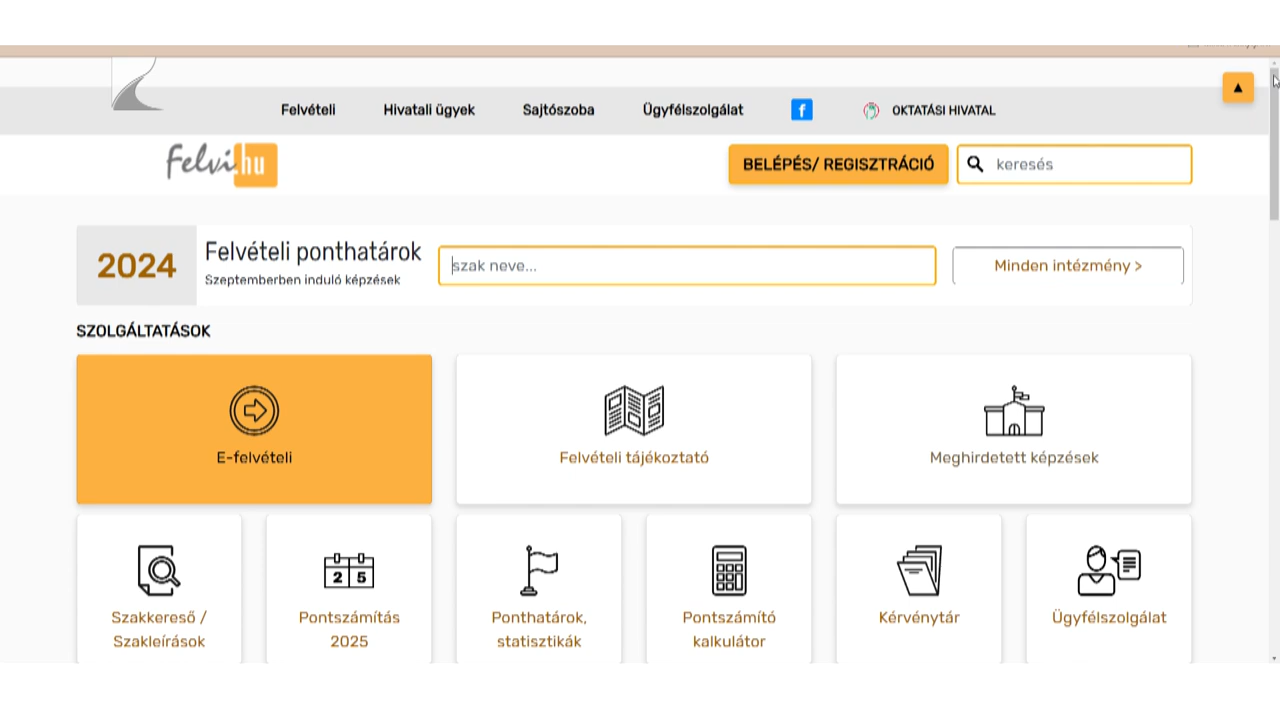 Felvételi Hivatali ügyek Sajtószoba Ügyfélszolgálat f OKTATÁSI HIVATAL
Felvi.hu BELÉPÉS/ REGISZTRÁCIÓ keresés
2024 Felvételi ponthatárok szak neve... Minden intézmény >
Szeptemberben induló képzések
SZOLGÁLTATÁSOK
E-felvételi Felvételi tájékoztató Meghirdetett képzések
2 5
Szakkereső / Pontszámítás Ponthatárok, Pontszámító Kérvénytár Ügyfélszolgálat
Szakleírások 2025 statisztikák kalkulátor